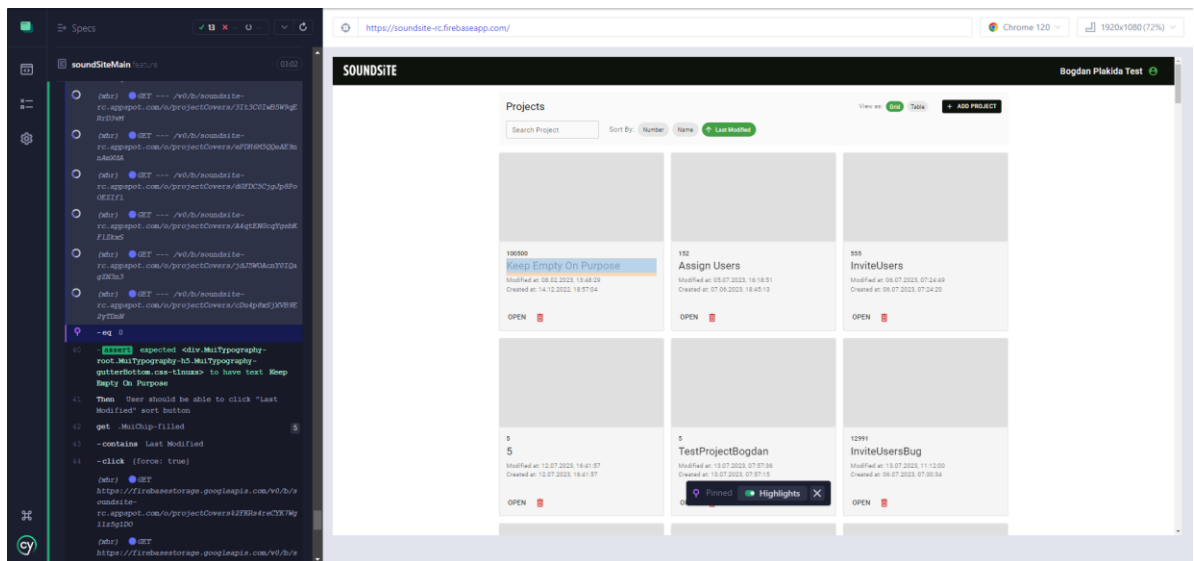 Specs
✓ 13 × --
https://soundsite-rc.firebaseapp.com/
Chrome 120
1920x1080 (72%)
soundSiteMain feature
03:02
(xhr) GET --- /v0/b/soundsite-
rc.appspot.com/o/projectCovers/
(xhr) GET --- /v0/b/soundsite-
rc.appspot.com/o/projectCovers/
(xhr) GET --- /v0/b/soundsite-
rc.appspot.com/o/projectCovers/
(xhr) GET --- /v0/b/soundsite-
rc.appspot.com/o/projectCovers/
(xhr) GET --- /v0/b/soundsite-
rc.appspot.com/o/projectCovers/
(xhr) GET --- /v0/b/soundsite-
rc.appspot.com/o/projectCovers/
-eq 0
40 -assert expected <div.MuiTypography-
root.MuiTypography-h5.MuiTypography-
gutterBottom.css-tlnuxs> to have text Keep
Empty On Purpose
41 Then User should be able to click "Last
Modified" sort button
42 get .MuiChip-filled 5
43 -contains Last Modified
44 -click {force: true}
(xhr) GET
https://firebasestorage.googleapis.com/v0/b/s
oundsite-
rc.appspot.com/o/
(xhr) GET
https://firebasestorage.googleapis.com/v0/b/s
cy
SOUNDSiTE
Bogdan Plakida Test
Projects
View as: Grid Table
+ ADD PROJECT
Search Project
Sort By: Number Name Last Modified
100500
Keep Empty On Purpose
Modified at: 08.02.2023, 13:48:29
Created at: 14.12.2022, 18:57:04
OPEN
152
Assign Users
Modified at: 05.07.2023, 16:18:51
Created at: 07.06.2023, 18:45:13
OPEN
555
InviteUsers
Modified at: 06.07.2023, 07:24:49
Created at: 06.07.2023, 07:24:20
OPEN
5
5
Modified at: 12.07.2023, 16:41:57
Created at: 12.07.2023, 16:41:57
OPEN
5
TestProjectBogdan
Modified at: 13.07.2023, 07:57:36
Created at: 13.07.2023, 07:57:15
12991
InviteUsersBug
Modified at: 13.07.2023, 11:12:00
Created at: 06.07.2023, 07:30:34
OPEN
Pinned Highlights